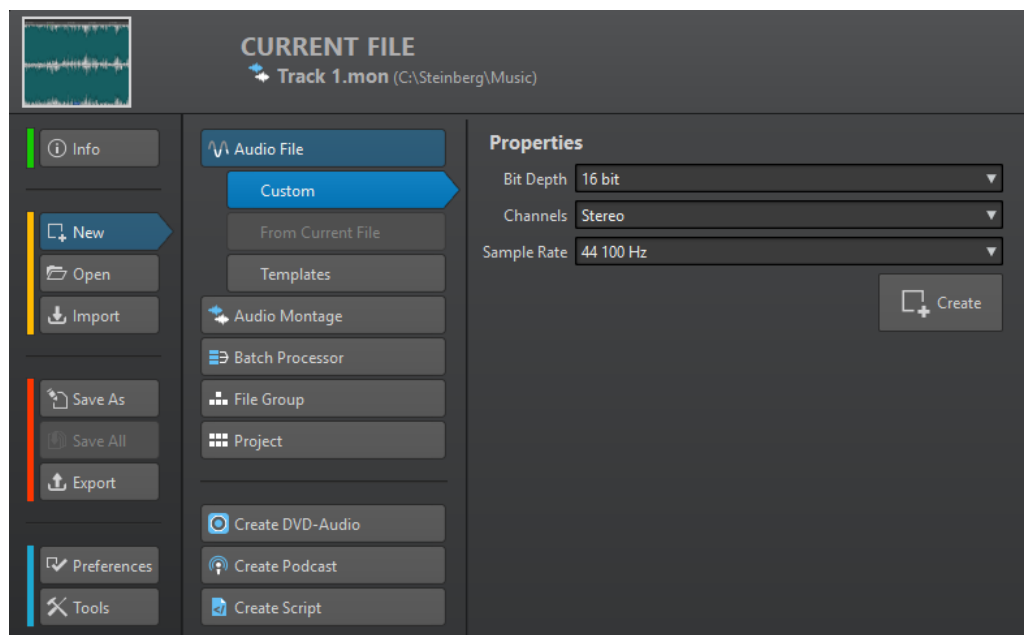 CURRENT FILE
Track 1.mon (C:\Steinberg\Music)
Info
New
Open
Import
Save As
Save All
Export
Preferences
Tools
Audio File
Custom
From Current File
Templates
Audio Montage
Batch Processor
File Group
Project
Create DVD-Audio
Create Podcast
Create Script
Properties
Bit Depth 16 bit
Channels Stereo
Sample Rate 44 100 Hz
Create